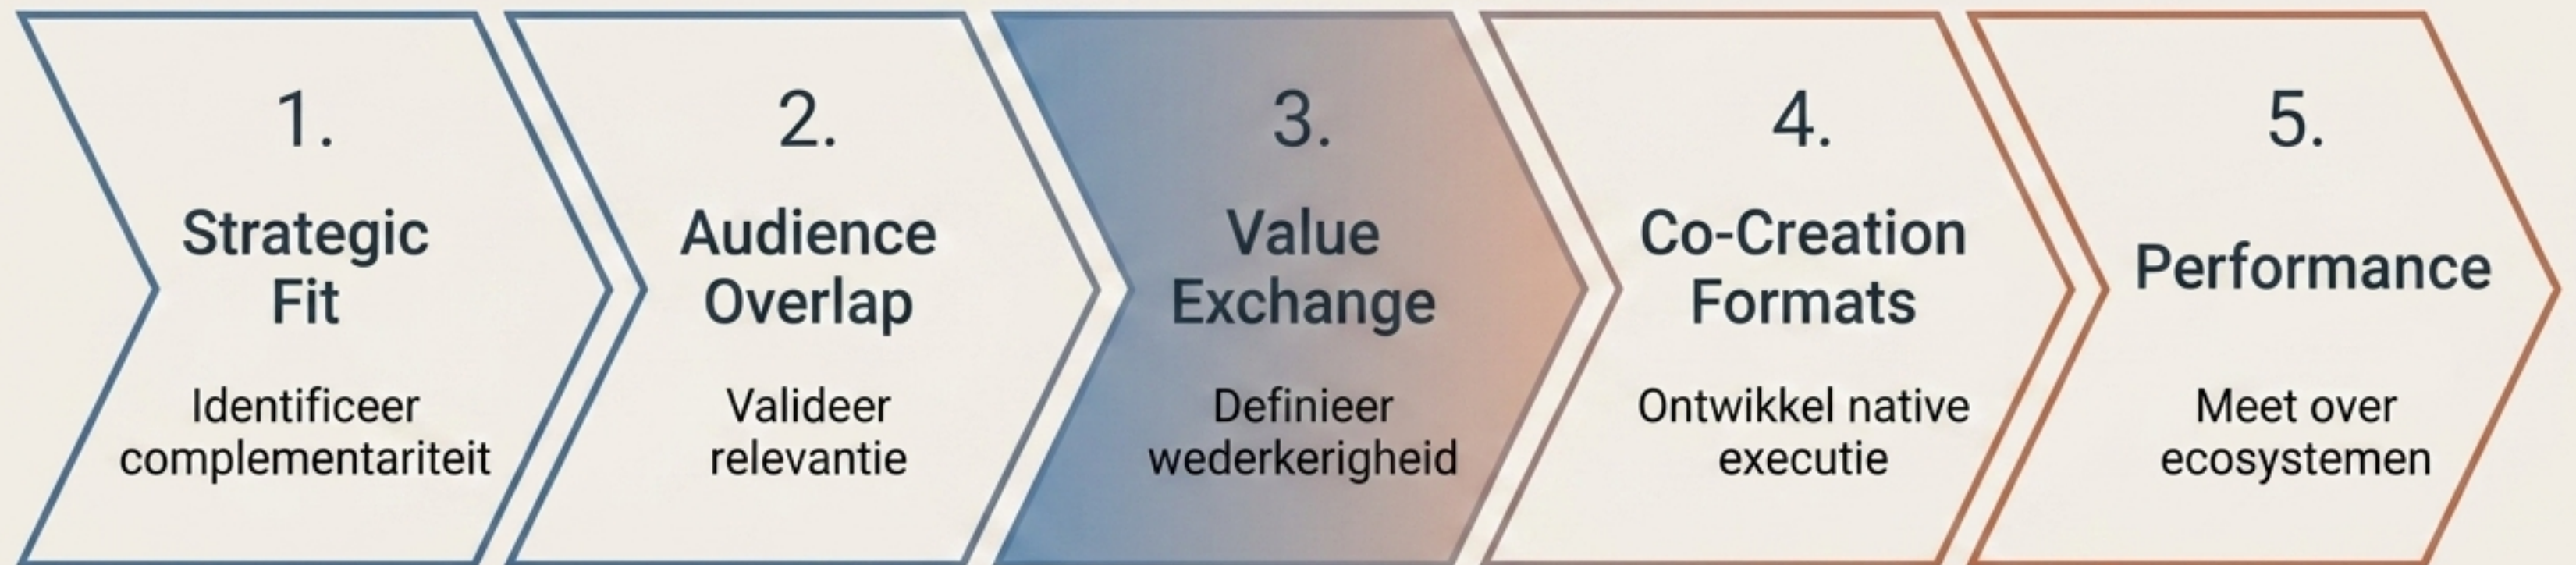 1.
Strategic
Fit
Identificeer
complementariteit
2.
Audience
Overlap
Valideer
relevantie
3.
Value
Exchange
Definieer
wederkerigheid
4.
Co-Creation
Formats
Ontwikkel native
executie
5.
Performance
Meet over
ecosystemen